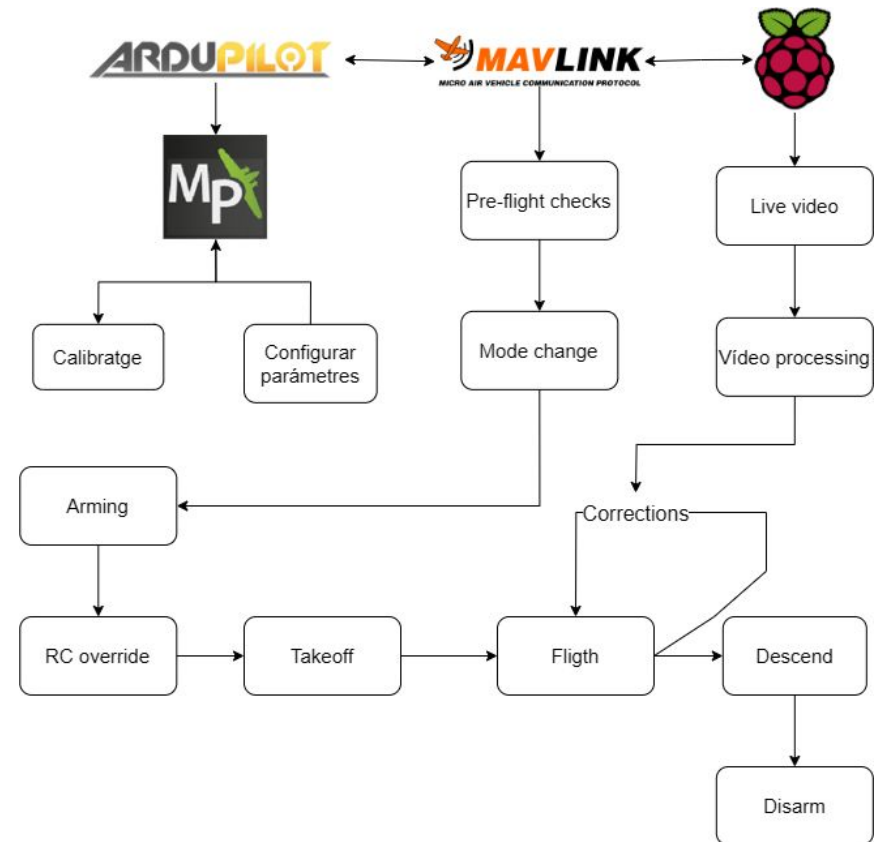 ARDUPILOT
MAVLINK
MICRO AIR VEHICLE COMMUNICATION PROTOCOL
MP
Pre-flight checks
Live video
Calibratge
Configurar
parámetres
Mode change
Vídeo processing
Arming
Corrections
RC override
Takeoff
Fligth
Descend
Disarm